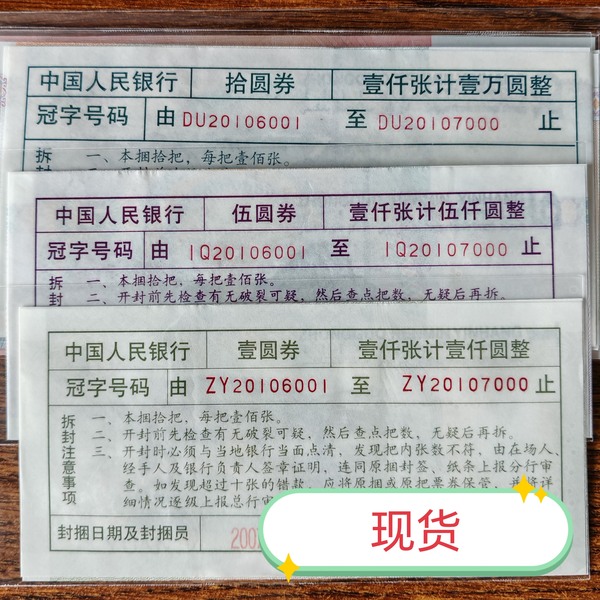 中国人民银行 拾圆券 壹仟张计壹万圆整
冠字号码 由 DU20106001 至 DU20107000 止
拆 一、本捆拾把，每把壹佰张。
中国人民银行 伍圆券 壹仟张计伍仟圆整
冠字号码 由 IQ20106001 至 IQ20107000 止
拆 一、本捆拾把，每把壹佰张。
封 二、开封前先检查有无破裂可疑，然后查点把数，无疑后再拆。
中国人民银行 壹圆券 壹仟张计壹仟圆整
冠字号码 由 ZY20106001 至 ZY20107000 止
拆封注意事项
一、本捆拾把，每把壹佰张。
二、开封前先检查有无破裂可疑，然后查点把数，无疑后再拆。
三、开封时必须与当地银行当面点清，发现把内张数不符，由在场人、
经手人及银行负责人签章证明，连同原捆封签、纸条上报分行审
查。如发现超过十张的错款，应将原捆或原把票券保管，并将详
细情况逐级上报总行审
封捆日期及封捆员 200
现货